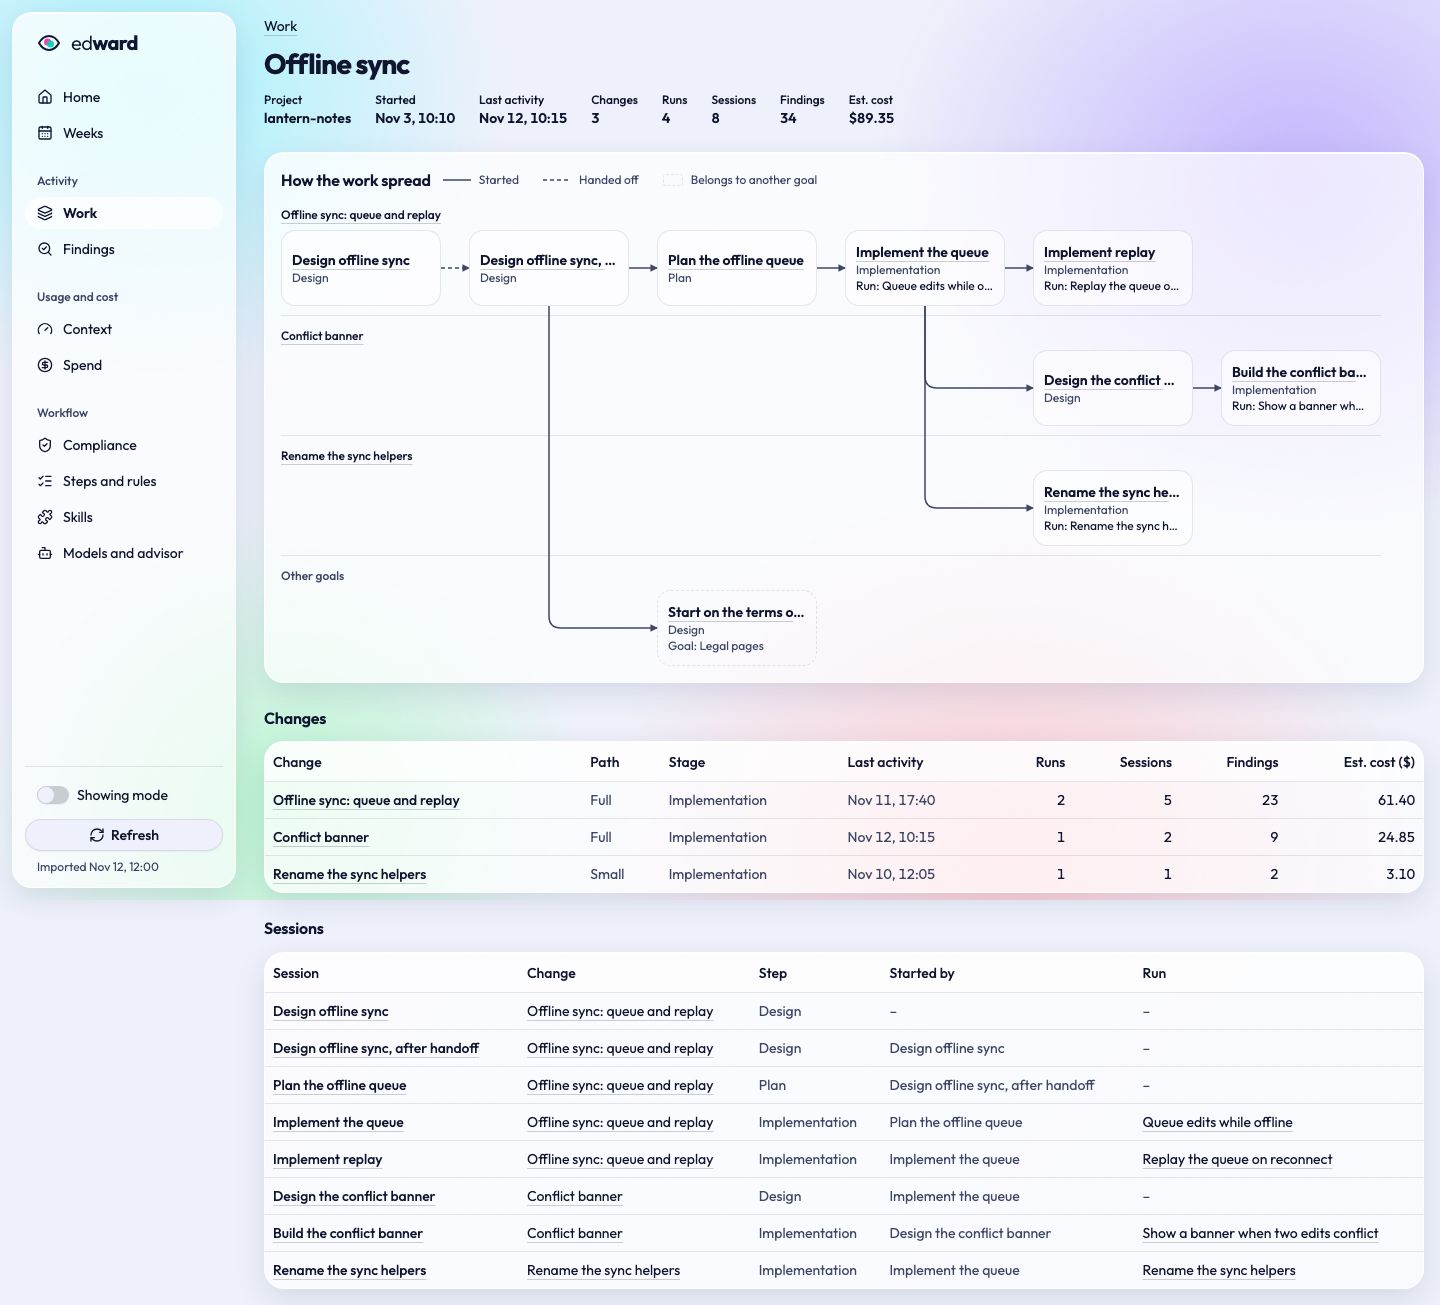 edward
Home
Weeks
Activity
Work
Findings
Usage and cost
Context
Spend
Workflow
Compliance
Steps and rules
Skills
Models and advisor
Showing mode
Refresh
Imported Nov 12, 12:00
Work
Offline sync
Project Started Last activity Changes Runs Sessions Findings Est. cost
lantern-notes Nov 3, 10:10 Nov 12, 10:15 3 4 8 34 $89.35
How the work spread Started Handed off Belongs to another goal
Offline sync: queue and replay
Design offline sync
Design
Design offline sync, ...
Design
Plan the offline queue
Plan
Implement the queue
Implementation
Run: Queue edits while o...
Implement replay
Implementation
Run: Replay the queue o...
Conflict banner
Design the conflict ...
Design
Build the conflict ba...
Implementation
Run: Show a banner wh...
Rename the sync helpers
Rename the sync he...
Implementation
Run: Rename the sync h...
Other goals
Start on the terms o...
Design
Goal: Legal pages
Changes
Change Path Stage Last activity Runs Sessions Findings Est. cost ($)
Offline sync: queue and replay Full Implementation Nov 11, 17:40 2 5 23 61.40
Conflict banner Full Implementation Nov 12, 10:15 1 2 9 24.85
Rename the sync helpers Small Implementation Nov 10, 12:05 1 1 2 3.10
Sessions
Session Change Step Started by Run
Design offline sync Offline sync: queue and replay Design – –
Design offline sync, after handoff Offline sync: queue and replay Design Design offline sync –
Plan the offline queue Offline sync: queue and replay Plan Design offline sync, after handoff –
Implement the queue Offline sync: queue and replay Implementation Plan the offline queue Queue edits while offline
Implement replay Offline sync: queue and replay Implementation Implement the queue Replay the queue on reconnect
Design the conflict banner Conflict banner Design Implement the queue –
Build the conflict banner Conflict banner Implementation Design the conflict banner Show a banner when two edits conflict
Rename the sync helpers Rename the sync helpers Implementation Implement the queue Rename the sync helpers